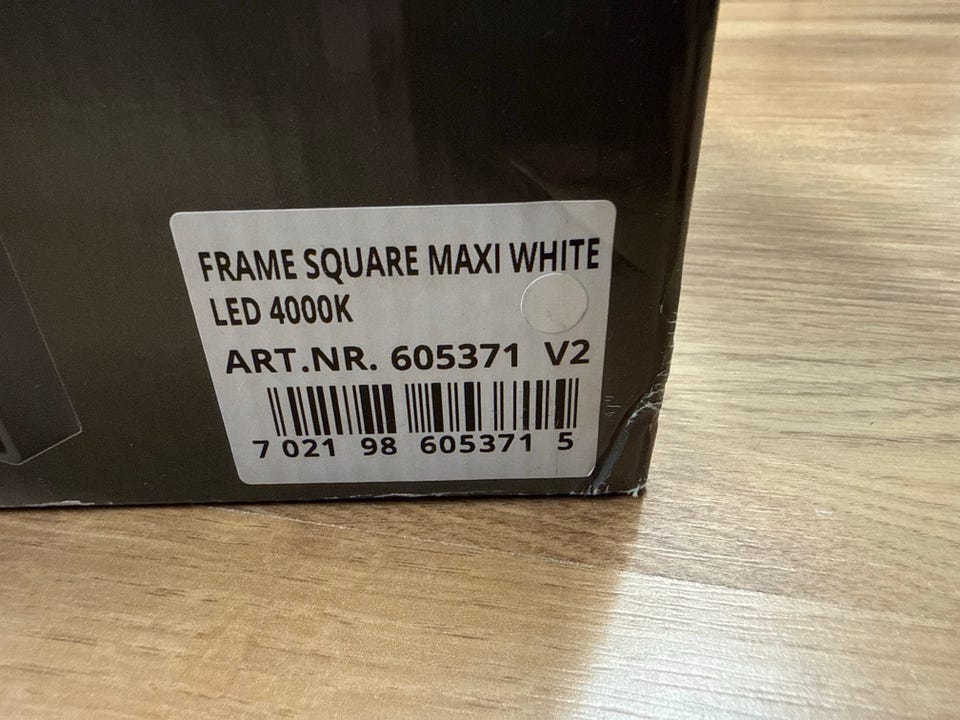 FRAME SQUARE MAXI WHITE
LED 4000K
ART.NR. 605371 V2
7 021 98 605371 5